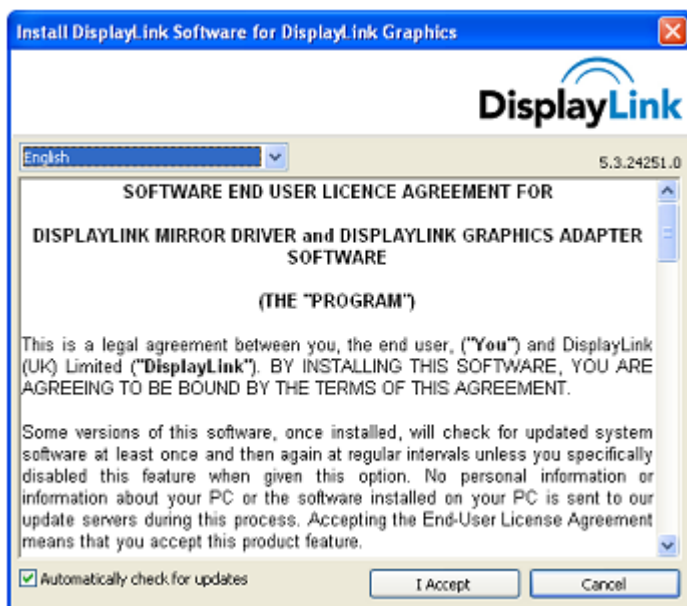 Install DisplayLink Software for DisplayLink Graphics
DisplayLink
English
5.3.24251.0
SOFTWARE END USER LICENCE AGREEMENT FOR
DISPLAYLINK MIRROR DRIVER and DISPLAYLINK GRAPHICS ADAPTER
SOFTWARE
(THE "PROGRAM")
This is a legal agreement between you, the end user, ("You") and DisplayLink
(UK) Limited ("DisplayLink"). BY INSTALLING THIS SOFTWARE, YOU ARE
AGREEING TO BE BOUND BY THE TERMS OF THIS AGREEMENT.
Some versions of this software, once installed, will check for updated system
software at least once and then again at regular intervals unless you specifically
disabled this feature when given this option. No personal information or
information about your PC or the software installed on your PC is sent to our
update servers during this process. Accepting the End-User License Agreement
means that you accept this product feature.
Automatically check for updates
I Accept
Cancel